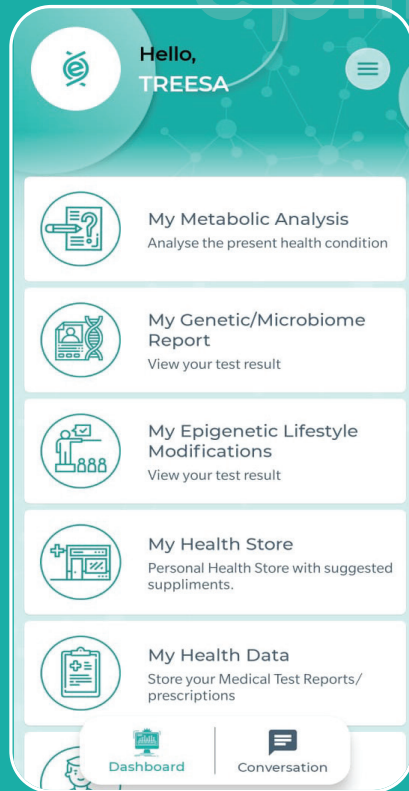 Hello,
TREESA
My Metabolic Analysis
Analyse the present health condition
My Genetic/Microbiome
Report
View your test result
My Epigenetic Lifestyle
Modifications
View your test result
My Health Store
Personal Health Store with suggested
suppliments.
My Health Data
Store your Medical Test Reports/
prescriptions
Dashboard
Conversation